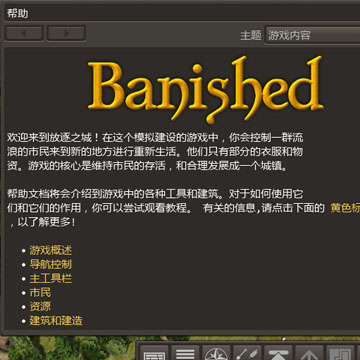 帮助
主题 游戏内容
Banished
欢迎来到放逐之城！在这个模拟建设的游戏中，你会控制一群流
浪的市民来到新的地方进行重新生活。他们只有部分的衣服和物
资。游戏的核心是维持市民的存活，和合理发展成一个城镇。
帮助文档将会介绍到游戏中的各种工具和建筑。对于如何使用它
们和它们的作用，你可以尝试观看教程。 有关的信息,请点击下面的 黄色标
，以了解更多！
• 游戏概述
• 导航控制
• 主工具栏
• 市民
• 资源
• 建筑和建造